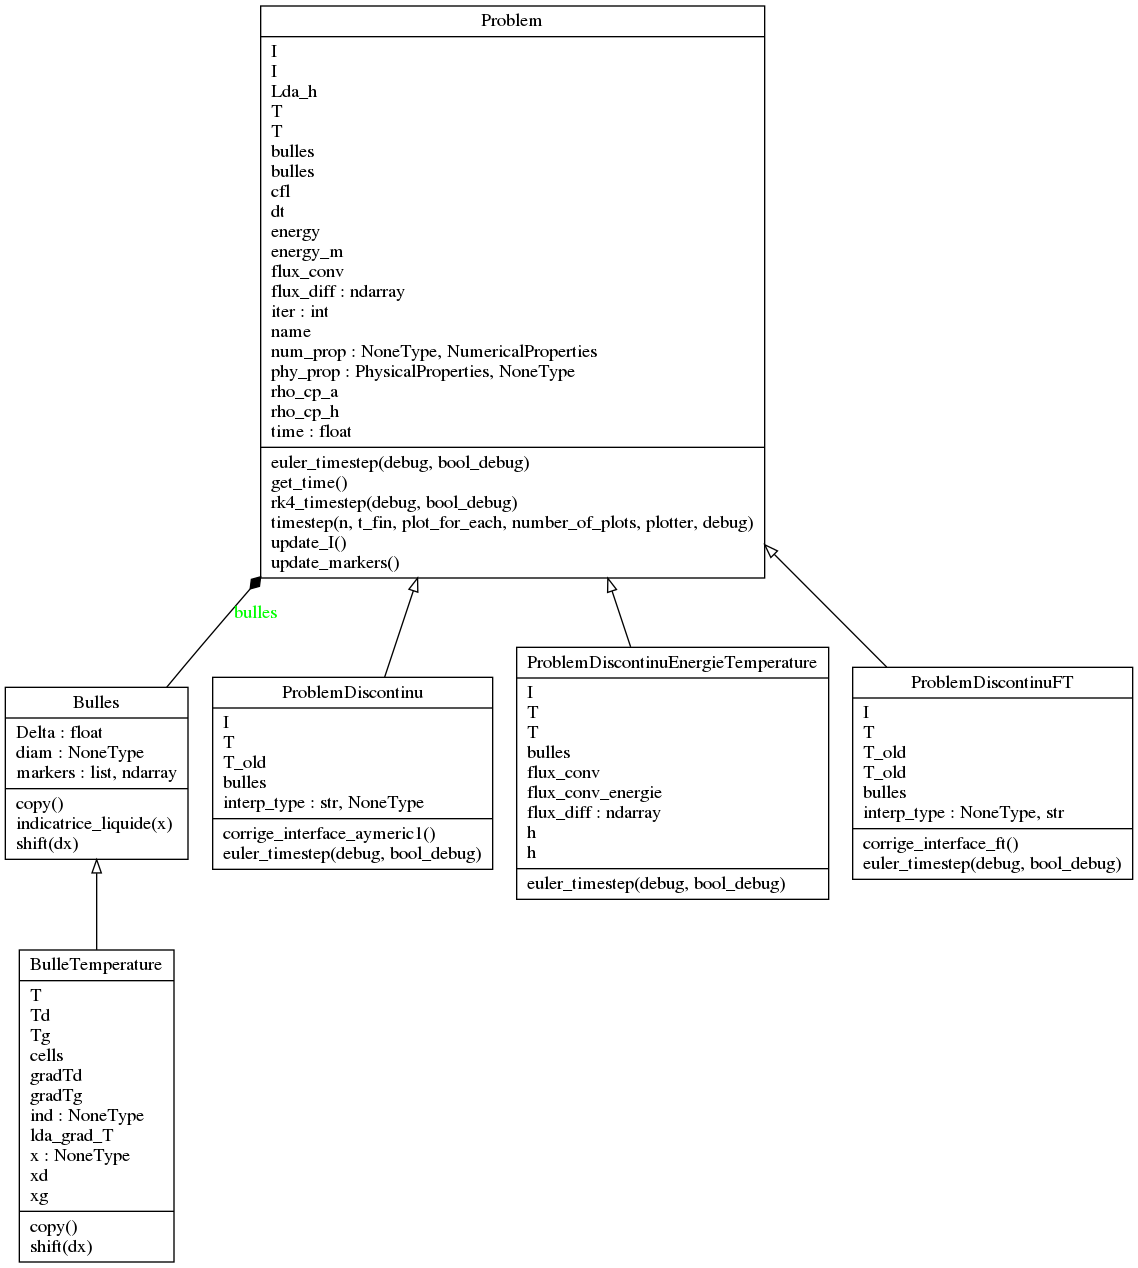 Problem
I
I
Lda_h
T
T
bulles
bulles
cfl
dt
energy
energy_m
flux_conv
flux_diff : ndarray
iter : int
name
num_prop : NoneType, NumericalProperties
phy_prop : PhysicalProperties, NoneType
rho_cp_a
rho_cp_h
time : float
euler_timestep(debug, bool_debug)
get_time()
rk4_timestep(debug, bool_debug)
timestep(n, t_fin, plot_for_each, number_of_plots, plotter, debug)
update_I()
update_markers()
bulles
Bulles
Delta : float
diam : NoneType
markers : list, ndarray
copy()
indicatrice_liquide(x)
shift(dx)
ProblemDiscontinu
I
T
T_old
bulles
interp_type : str, NoneType
corrige_interface_aymeric1()
euler_timestep(debug, bool_debug)
ProblemDiscontinuEnergieTemperature
I
T
T
bulles
flux_conv
flux_conv_energie
flux_diff : ndarray
h
h
euler_timestep(debug, bool_debug)
ProblemDiscontinuFT
I
T
T_old
T_old
bulles
interp_type : NoneType, str
corrige_interface_ft()
euler_timestep(debug, bool_debug)
BulleTemperature
T
Td
Tg
cells
gradTd
gradTg
ind : NoneType
lda_grad_T
x : NoneType
xd
xg
copy()
shift(dx)